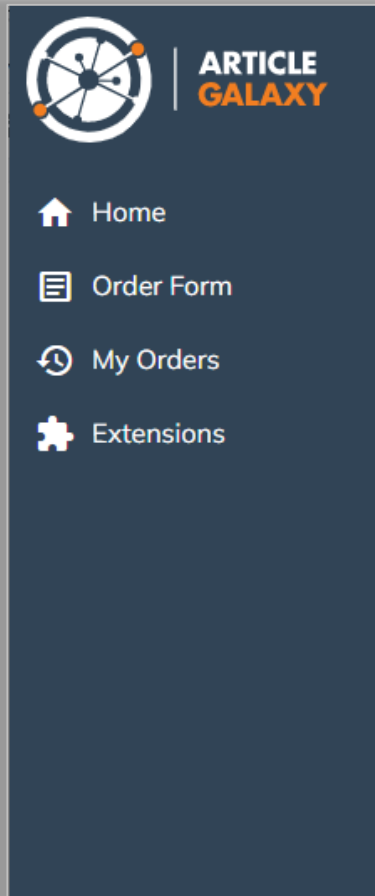 ARTICLE
GALAXY
Home
Order Form
My Orders
Extensions